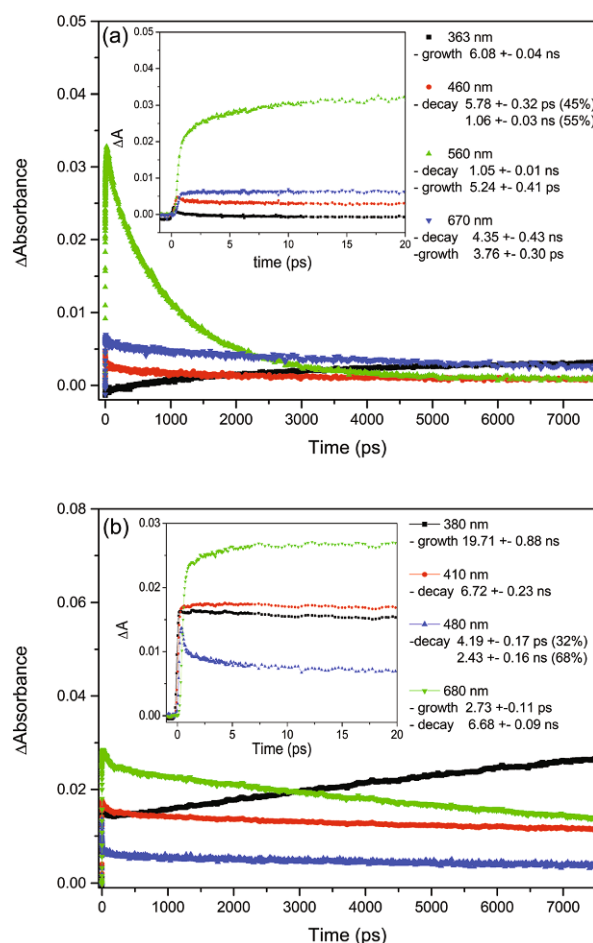 (a)
0.05
0.04
0.03
0.02
0.01
0.00
ΔAbsorbance
0.05
0.04
0.03
0.02
0.01
0.00
ΔA
0 5 10 15 20
time (ps)
363 nm
- growth 6.08 +- 0.04 ns
460 nm
- decay 5.78 +- 0.32 ps (45%)
1.06 +- 0.03 ns (55%)
560 nm
- decay 1.05 +- 0.01 ns
- growth 5.24 +- 0.41 ps
670 nm
- decay 4.35 +- 0.43 ns
-growth 3.76 +- 0.30 ps
0 1000 2000 3000 4000 5000 6000 7000
Time (ps)
(b)
0.08
0.06
0.04
0.02
0.00
ΔAbsorbance
0.03
0.02
0.01
0.00
ΔA
0 5 10 15 20
Time (ps)
380 nm
- growth 19.71 +- 0.88 ns
410 nm
- decay 6.72 +- 0.23 ns
480 nm
-decay 4.19 +- 0.17 ps (32%)
2.43 +- 0.16 ns (68%)
680 nm
- growth 2.73 +-0.11 ps
- decay 6.68 +- 0.09 ns
0 1000 2000 3000 4000 5000 6000 7000
Time (ps)